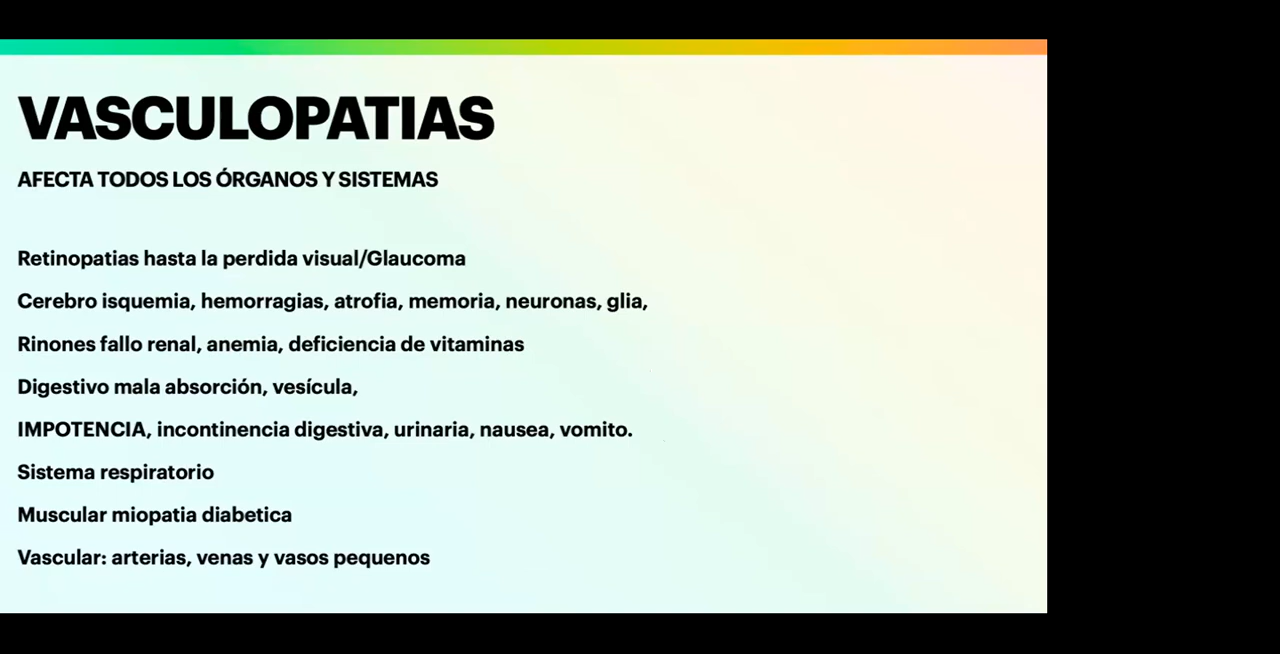 VASCULOPATIAS
AFECTA TODOS LOS ÓRGANOS Y SISTEMAS
Retinopatias hasta la perdida visual/Glaucoma
Cerebro isquemia, hemorragias, atrofia, memoria, neuronas, glia,
Rinones fallo renal, anemia, deficiencia de vitaminas
Digestivo mala absorción, vesícula,
IMPOTENCIA, incontinencia digestiva, urinaria, nausea, vomito.
Sistema respiratorio
Muscular miopatia diabetica
Vascular: arterias, venas y vasos pequenos